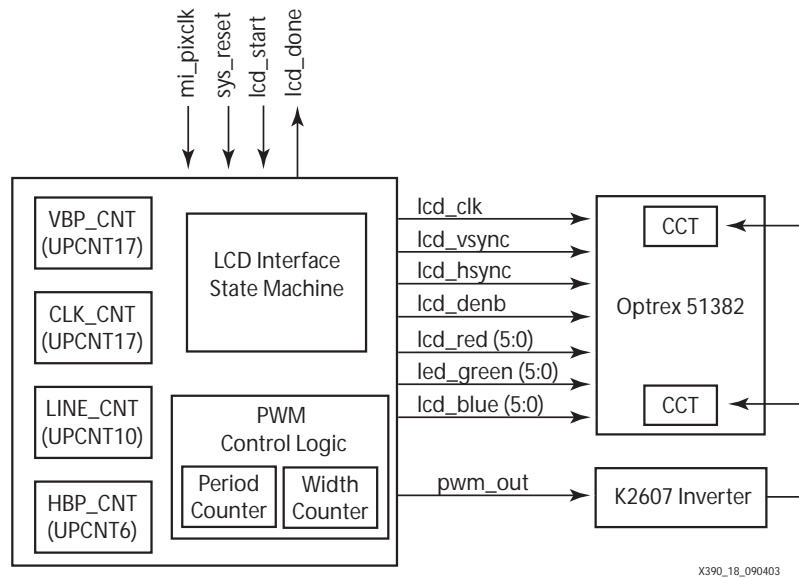 mi_pixclk
sys_reset
lcd_start
lcd_done
VBP_CNT
(UPCNT17)
CLK_CNT
(UPCNT17)
LINE_CNT
(UPCNT10)
HBP_CNT
(UPCNT6)
LCD Interface
State Machine
PWM
Control Logic
Period
Counter
Width
Counter
lcd_clk
lcd_vsync
lcd_hsync
lcd_denb
lcd_red (5:0)
led_green (5:0)
lcd_blue (5:0)
pwm_out
CCT
Optrex 51382
CCT
K2607 Inverter
X390_18_090403